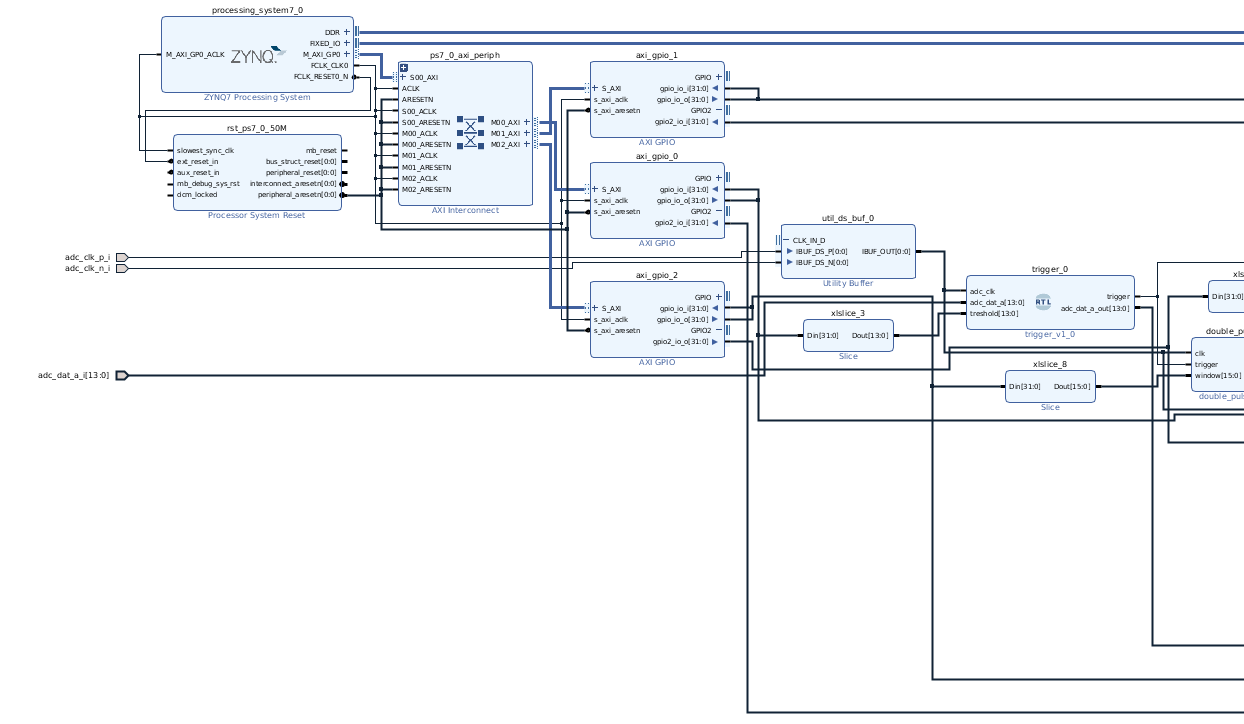 processing_system7_0
DDR
FIXED_IO
M_AXI_GP0_ACLK
ZYNQ.
M_AXI_GP0
FCLK_CLK0
FCLK_RESET0_N
ZYNQ7 Processing System
rst_ps7_0_50M
slowest_sync_clk
mb_reset
ext_reset_in
bus_struct_reset[0:0]
aux_reset_in
peripheral_reset[0:0]
mb_debug_sys_rst
interconnect_aresetn[0:0]
dcm_locked
peripheral_aresetn[0:0]
Processor System Reset
ps7_0_axi_periph
S00_AXI
ACLK
ARESETN
S00_ACLK
S00_ARESETN
M00_AXI
M00_ACLK
M01_AXI
M00_ARESETN
M02_AXI
M01_ACLK
M01_ARESETN
M02_ACLK
M02_ARESETN
AXI Interconnect
axi_gpio_1
GPIO
S_AXI
gpio_io_i[31:0]
s_axi_aclk
gpio_io_o[31:0]
s_axi_aresetn
GPIO2
gpio2_io_i[31:0]
AXI GPIO
axi_gpio_0
GPIO
S_AXI
gpio_io_i[31:0]
s_axi_aclk
gpio_io_o[31:0]
s_axi_aresetn
GPIO2
gpio2_io_i[31:0]
AXI GPIO
axi_gpio_2
GPIO
S_AXI
gpio_io_i[31:0]
s_axi_aclk
gpio_io_o[31:0]
s_axi_aresetn
GPIO2
gpio2_io_o[31:0]
AXI GPIO
adc_clk_p_i
adc_clk_n_i
adc_dat_a_i[13:0]
util_ds_buf_0
CLK_IN_D
IBUF_DS_P[0:0]
IBUF_OUT[0:0]
IBUF_DS_N[0:0]
Utility Buffer
xlslice_3
Din[31:0]
Dout[13:0]
Slice
trigger_0
adc_clk
trigger
adc_dat_a[13:0]
RTL
adc_dat_a_out[13:0]
treshold[13:0]
trigger_v1_0
xlslice_8
Din[31:0]
Dout[15:0]
Slice
xls
Din[31:0]
double_pu
clk
trigger
window[15:0]
double_pul